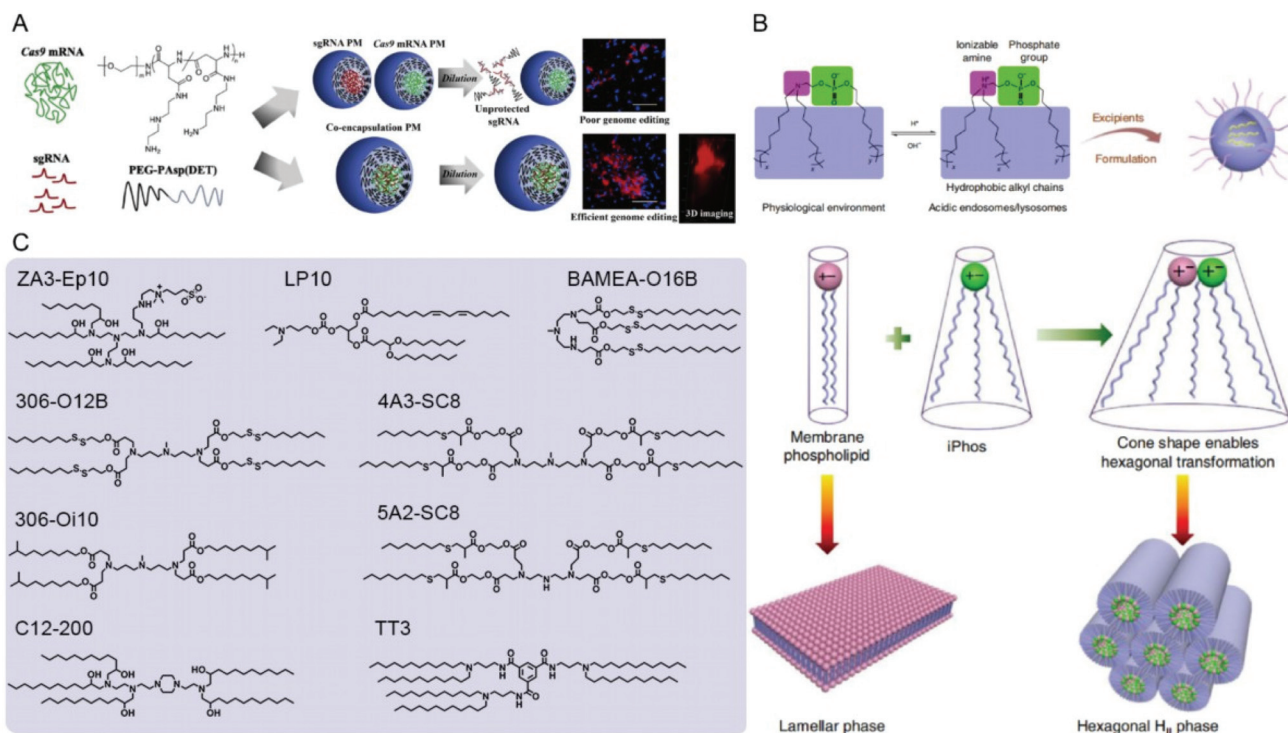 A
Cas9 mRNA
sgRNA
PEG-PAsp(DET)
sgRNA PM
Cas9 mRNA PM
Dilution
Unprotected
sgRNA
Poor genome editing
Co-encapsulation PM
Dilution
Efficient genome editing
3D imaging
B
Ionizable
amine
Phosphate
group
H+
OH−
Physiological environment
Hydrophobic alkyl chains
Acidic endosomes/lysosomes
Excipients
Formulation
Membrane
phospholipid
iPhos
Cone shape enables
hexagonal transformation
Lamellar phase
Hexagonal HII phase
C
ZA3-Ep10
LP10
BAMEA-O16B
306-O12B
4A3-SC8
306-Oi10
5A2-SC8
C12-200
TT3